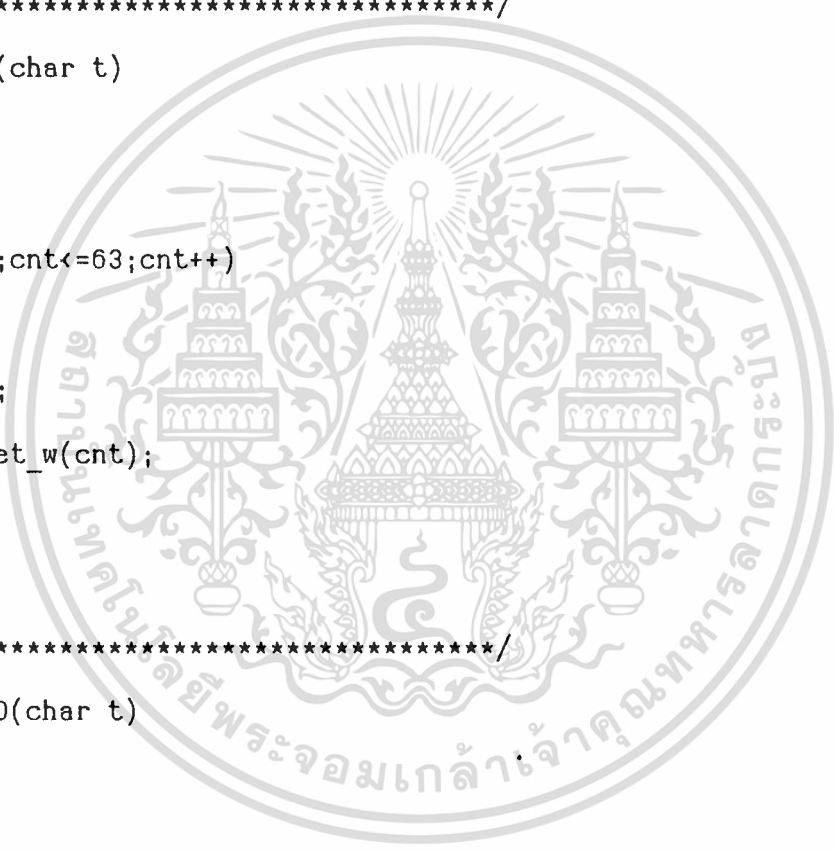 ********************************/
(char t)
;cnt<=63;cnt++)
;
et_w(cnt);
********************************/
0(char t)
สถาบันเทคโนโลยีพระจอมเกล้าเจ้าคุณทหารลาดกระบัง